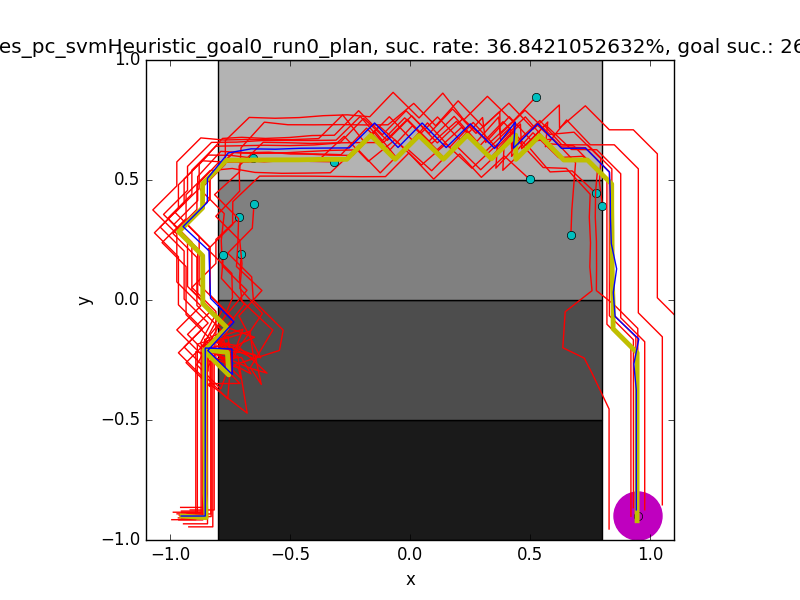 es_pc_svmHeuristic_goal0_run0_plan, suc. rate: 36.8421052632%, goal suc.: 26
1.0
0.5
0.0
−0.5
−1.0
y
−1.0 −0.5 0.0 0.5 1.0
x